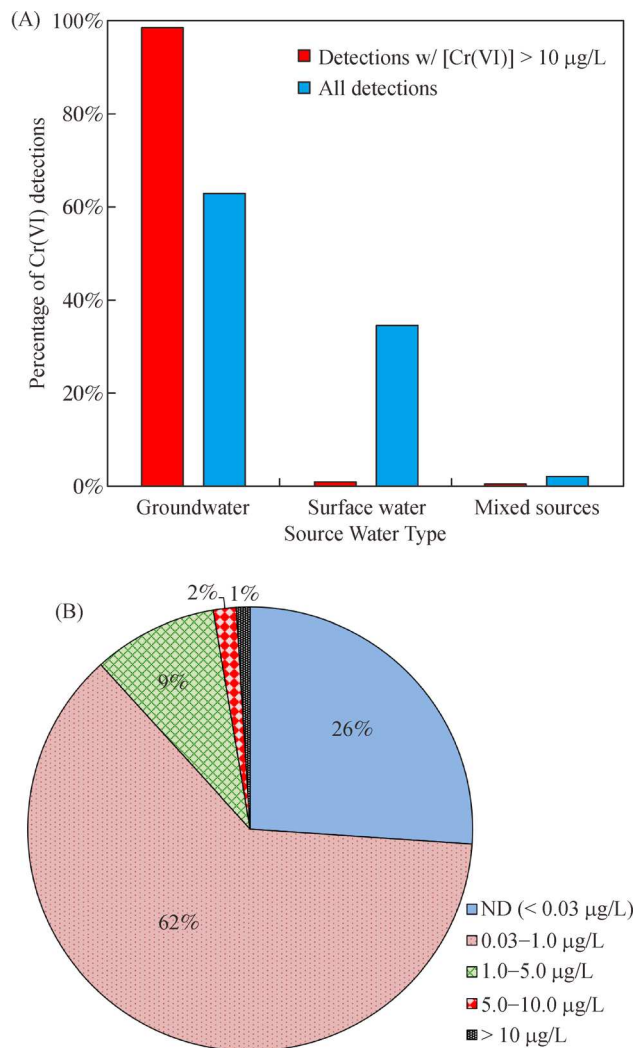 (A)
100%
80%
60%
40%
20%
0%
Percentage of Cr(VI) detections
Detections w/ [Cr(VI)] > 10 μg/L
All detections
Groundwater
Surface water
Mixed sources
Source Water Type
(B)
2%
1%
9%
26%
62%
ND (< 0.03 μg/L)
0.03−1.0 μg/L
1.0−5.0 μg/L
5.0−10.0 μg/L
> 10 μg/L